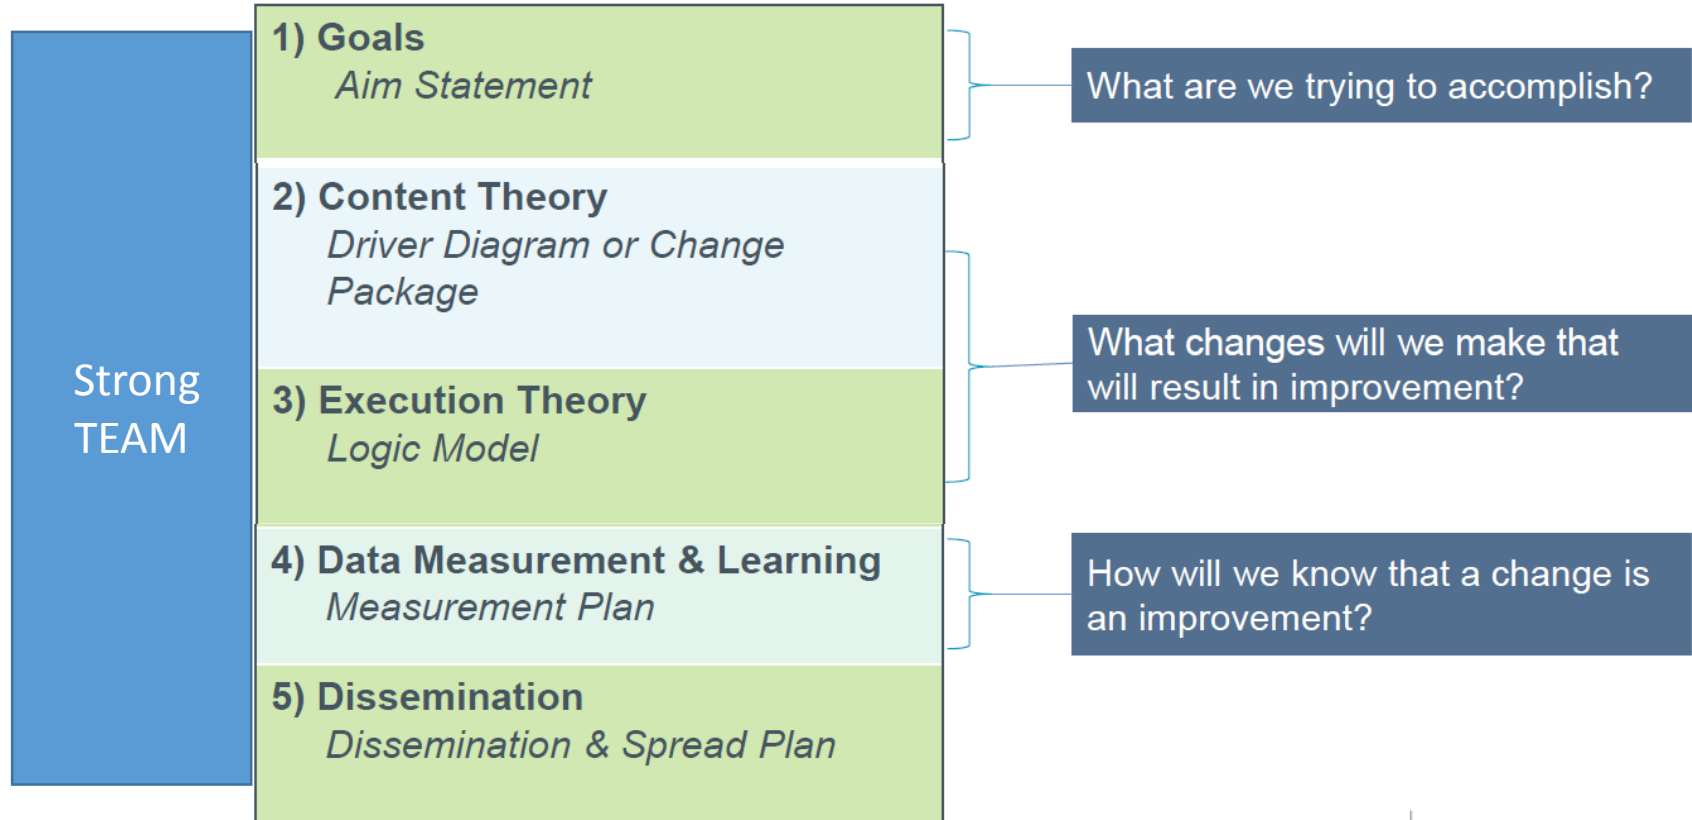 Strong
TEAM
1) Goals
Aim Statement
2) Content Theory
Driver Diagram or Change
Package
3) Execution Theory
Logic Model
4) Data Measurement & Learning
Measurement Plan
5) Dissemination
Dissemination & Spread Plan
What are we trying to accomplish?
What changes will we make that
will result in improvement?
How will we know that a change is
an improvement?